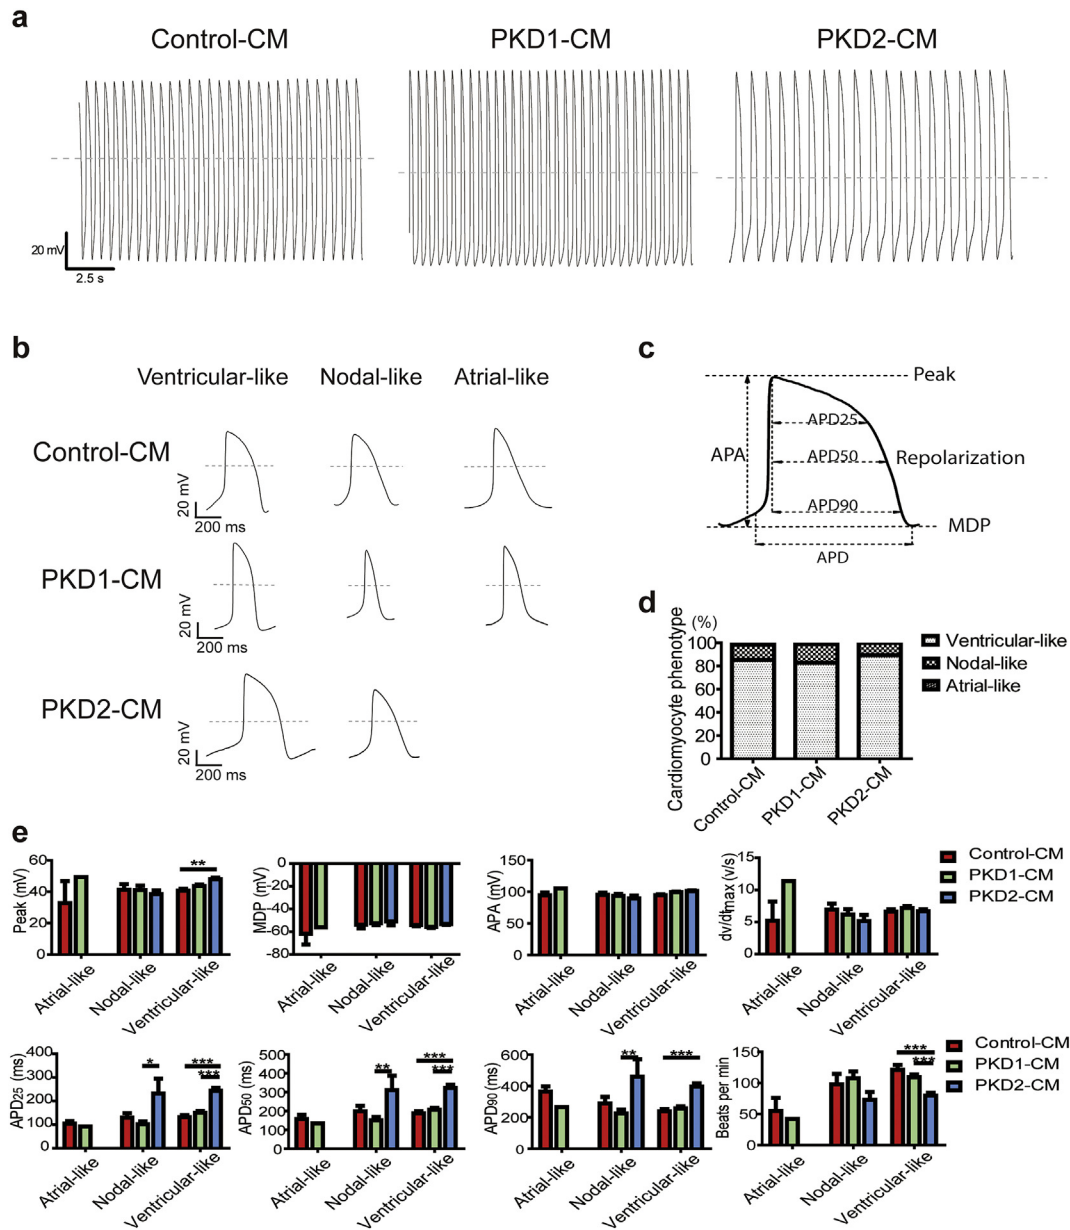 a
Control-CM PKD1-CM PKD2-CM
20 mV
2.5 s
b
Ventricular-like Nodal-like Atrial-like
Control-CM
20 mV
200 ms
PKD1-CM
20 mV
200 ms
PKD2-CM
20 mV
200 ms
c
Peak
APD25
APA APD50 Repolarization
APD90
MDP
APD
d
(%)
Cardiomyocyte phenotype
100
80
60
40
20
0
Control-CM PKD1-CM PKD2-CM
Ventricular-like
Nodal-like
Atrial-like
e
Peak (mV)
60
40
20
0
**
Atrial-like Nodal-like Ventricular-like
MDP (mV)
0
-20
-40
-60
-80
Atrial-like Nodal-like Ventricular-like
APA (mV)
150
100
50
0
Atrial-like Nodal-like Ventricular-like
dv/dtmax (v/s)
15
10
5
0
Atrial-like Nodal-like Ventricular-like
Control-CM
PKD1-CM
PKD2-CM
APD25 (ms)
400
300
200
100
0
* *** ***
Atrial-like Nodal-like Ventricular-like
APD50 (ms)
500
400
300
200
100
0
** *** ***
Atrial-like Nodal-like Ventricular-like
APD90 (ms)
600
400
200
0
** ***
Atrial-like Nodal-like Ventricular-like
Beats per min
150
100
50
0
*** ***
Atrial-like Nodal-like Ventricular-like
Control-CM
PKD1-CM
PKD2-CM